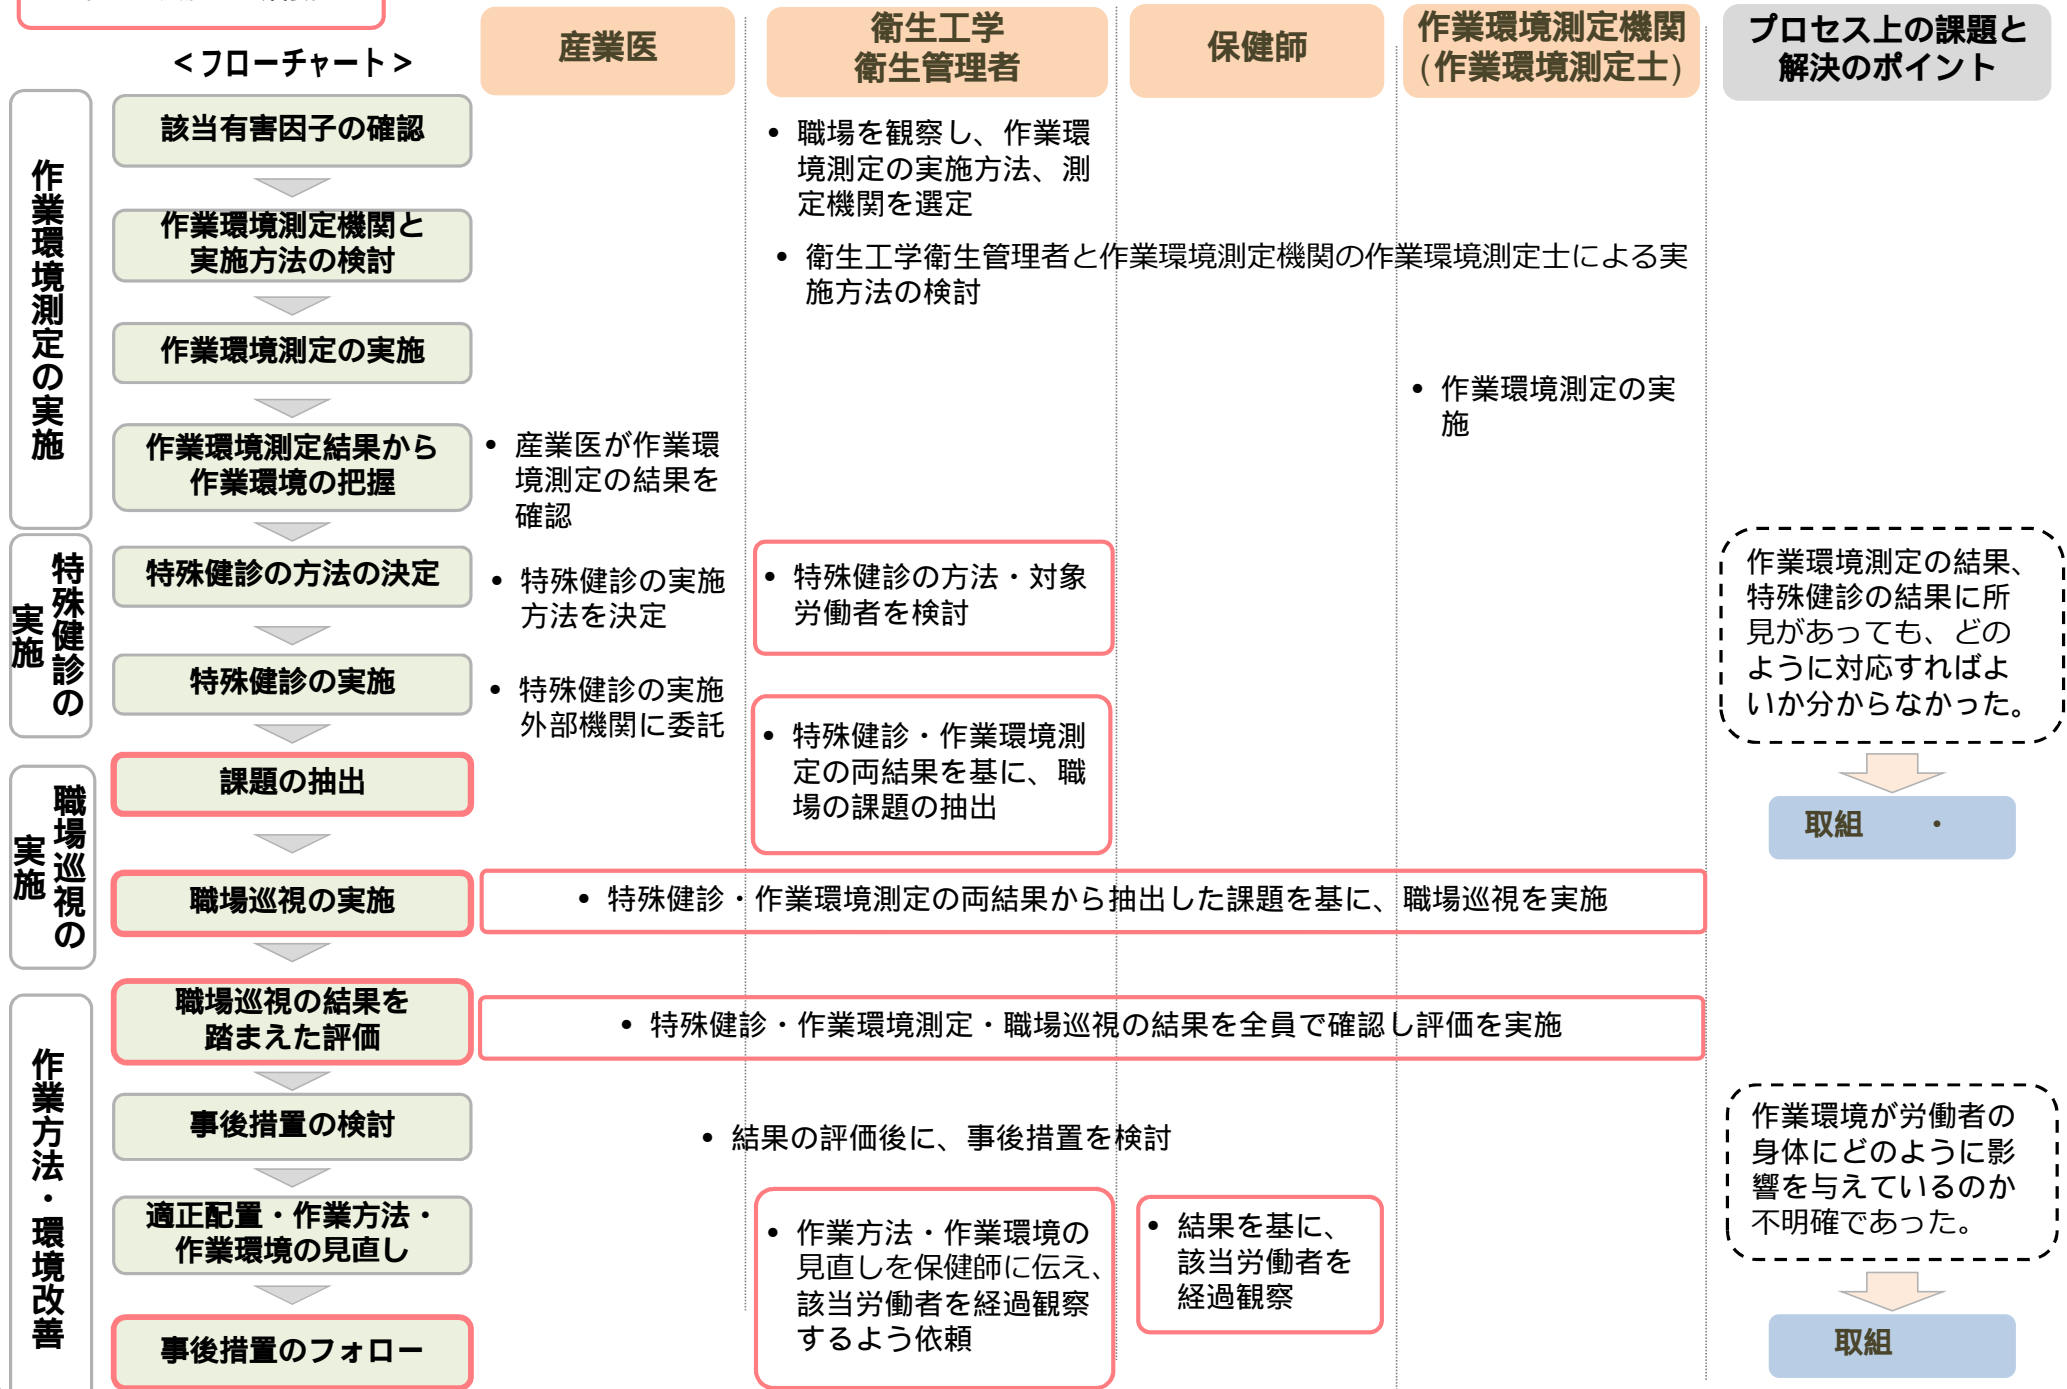 <フローチャート>
産業医
衛生工学
衛生管理者
保健師
作業環境測定機関
(作業環境測定士)
プロセス上の課題と
解決のポイント
作業環境測定の実施
該当有害因子の確認
作業環境測定機関と
実施方法の検討
作業環境測定の実施
作業環境測定結果から
作業環境の把握
• 職場を観察し、作業環
境測定の実施方法、測
定機関を選定
• 衛生工学衛生管理者と作業環境測定機関の作業環境測定士による実
施方法の検討
• 作業環境測定の実
施
• 産業医が作業環
境測定の結果を
確認
特殊健診の
実施
特殊健診の方法の決定
特殊健診の実施
• 特殊健診の実施
方法を決定
• 特殊健診の方法・対象
労働者を検討
• 特殊健診の実施
外部機関に委託
• 特殊健診・作業環境測
定の両結果を基に、職
場の課題の抽出
作業環境測定の結果、
特殊健診の結果に所
見があっても、どの
ように対応すればよ
いか分からなかった。
取組 ・
職場巡視の
実施
課題の抽出
職場巡視の実施
• 特殊健診・作業環境測定の両結果から抽出した課題を基に、職場巡視を実施
作業方法・環境改善
職場巡視の結果を
踏まえた評価
• 特殊健診・作業環境測定・職場巡視の結果を全員で確認し評価を実施
事後措置の検討
• 結果の評価後に、事後措置を検討
適正配置・作業方法・
作業環境の見直し
事後措置のフォロー
• 作業方法・作業環境の
見直しを保健師に伝え、
該当労働者を経過観察
するよう依頼
• 結果を基に、
該当労働者を
経過観察
作業環境が労働者の
身体にどのように影
響を与えているのか
不明確であった。
取組